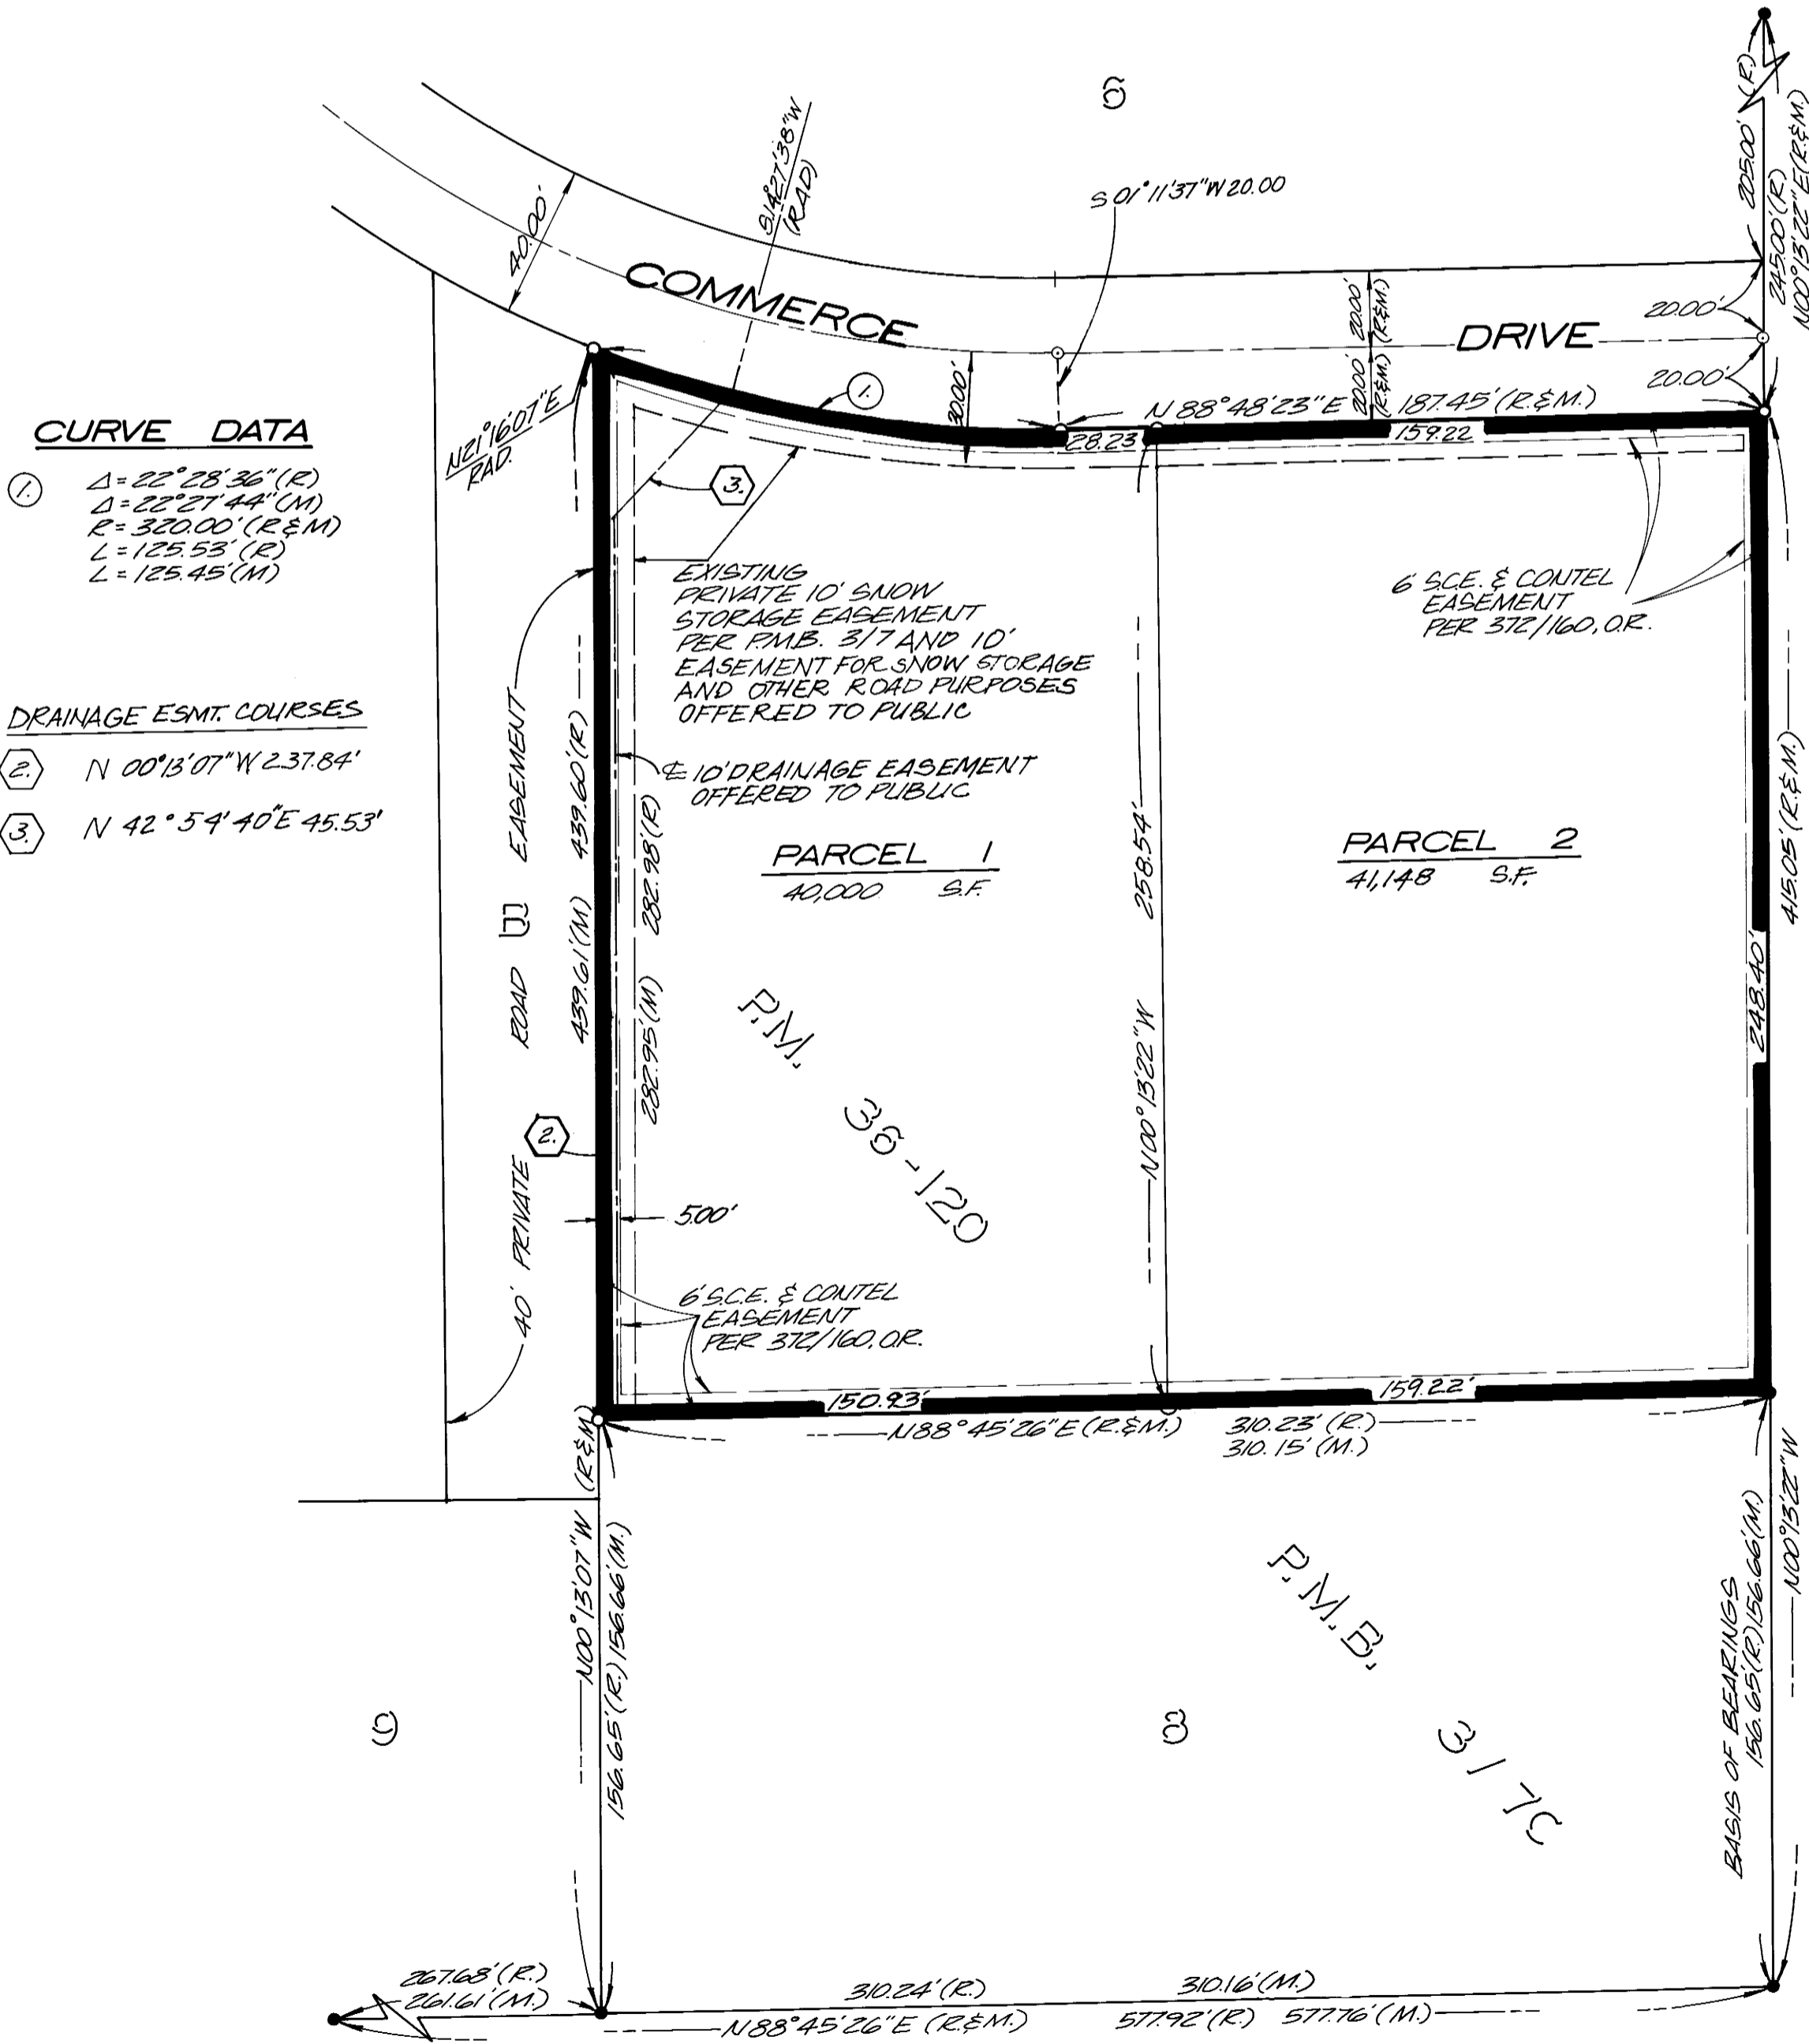 6
205.00' (R.)
245.00' (R)
N00°13'22"E (R.&M.)
S.14°27'38"W
(RAD)
S 01°11'37"W 20.00
40.00'
COMMERCE DRIVE
20.00'
(R.&M.)
20.00'
(R.&M.)
20.00'
20.00'
30.00'
1.
N 88°48'23"E 187.45' (R.&M.)
28.23
159.22
N21°16'07"E
RAD.
CURVE DATA
1. Δ=22°28'36"(R)
Δ=22°27'44"(M)
R=320.00'(R&M)
L=125.53'(R)
L=125.45'(M)
3.
EXISTING
PRIVATE 10' SNOW
STORAGE EASEMENT
PER P.M.B. 3/7 AND 10'
EASEMENT FOR SNOW STORAGE
AND OTHER ROAD PURPOSES
OFFERED TO PUBLIC
6' S.C.E. & CONTEL
EASEMENT
PER 372/160, O.R.
DRAINAGE ESMT. COURSES
2. N 00°13'07"W 237.84'
3. N 42°54'40"E 45.53'
℄ 10' DRAINAGE EASEMENT
OFFERED TO PUBLIC
40' PRIVATE ROAD B EASEMENT
439.61'(M) 439.60'(R)
282.95'(M) 282.98'(R)
PARCEL 1
40,000 S.F.
N00°13'22"W 258.54'
PARCEL 2
41,148 S.F.
415.05'(R.&M.)
248.40'
P.M. 36-120
2.
5.00'
6' S.C.E. & CONTEL
EASEMENT
PER 372/160, O.R.
150.93'
159.22'
N88°45'26"E (R.&M.) 310.23' (R.)
310.15' (M.)
N00°13'07"W (R&M)
156.65'(R.) 156.66'(M.)
P.M.B. 3/7C
N00°13'22"W
BASIS OF BEARINGS
156.65'(R.) 156.66'(M.)
9
8
267.68' (R.)
261.61' (M.)
310.24' (R.) 310.16' (M.)
N88°45'26"E (R.&M.) 577.92' (R.) 577.76' (M.)